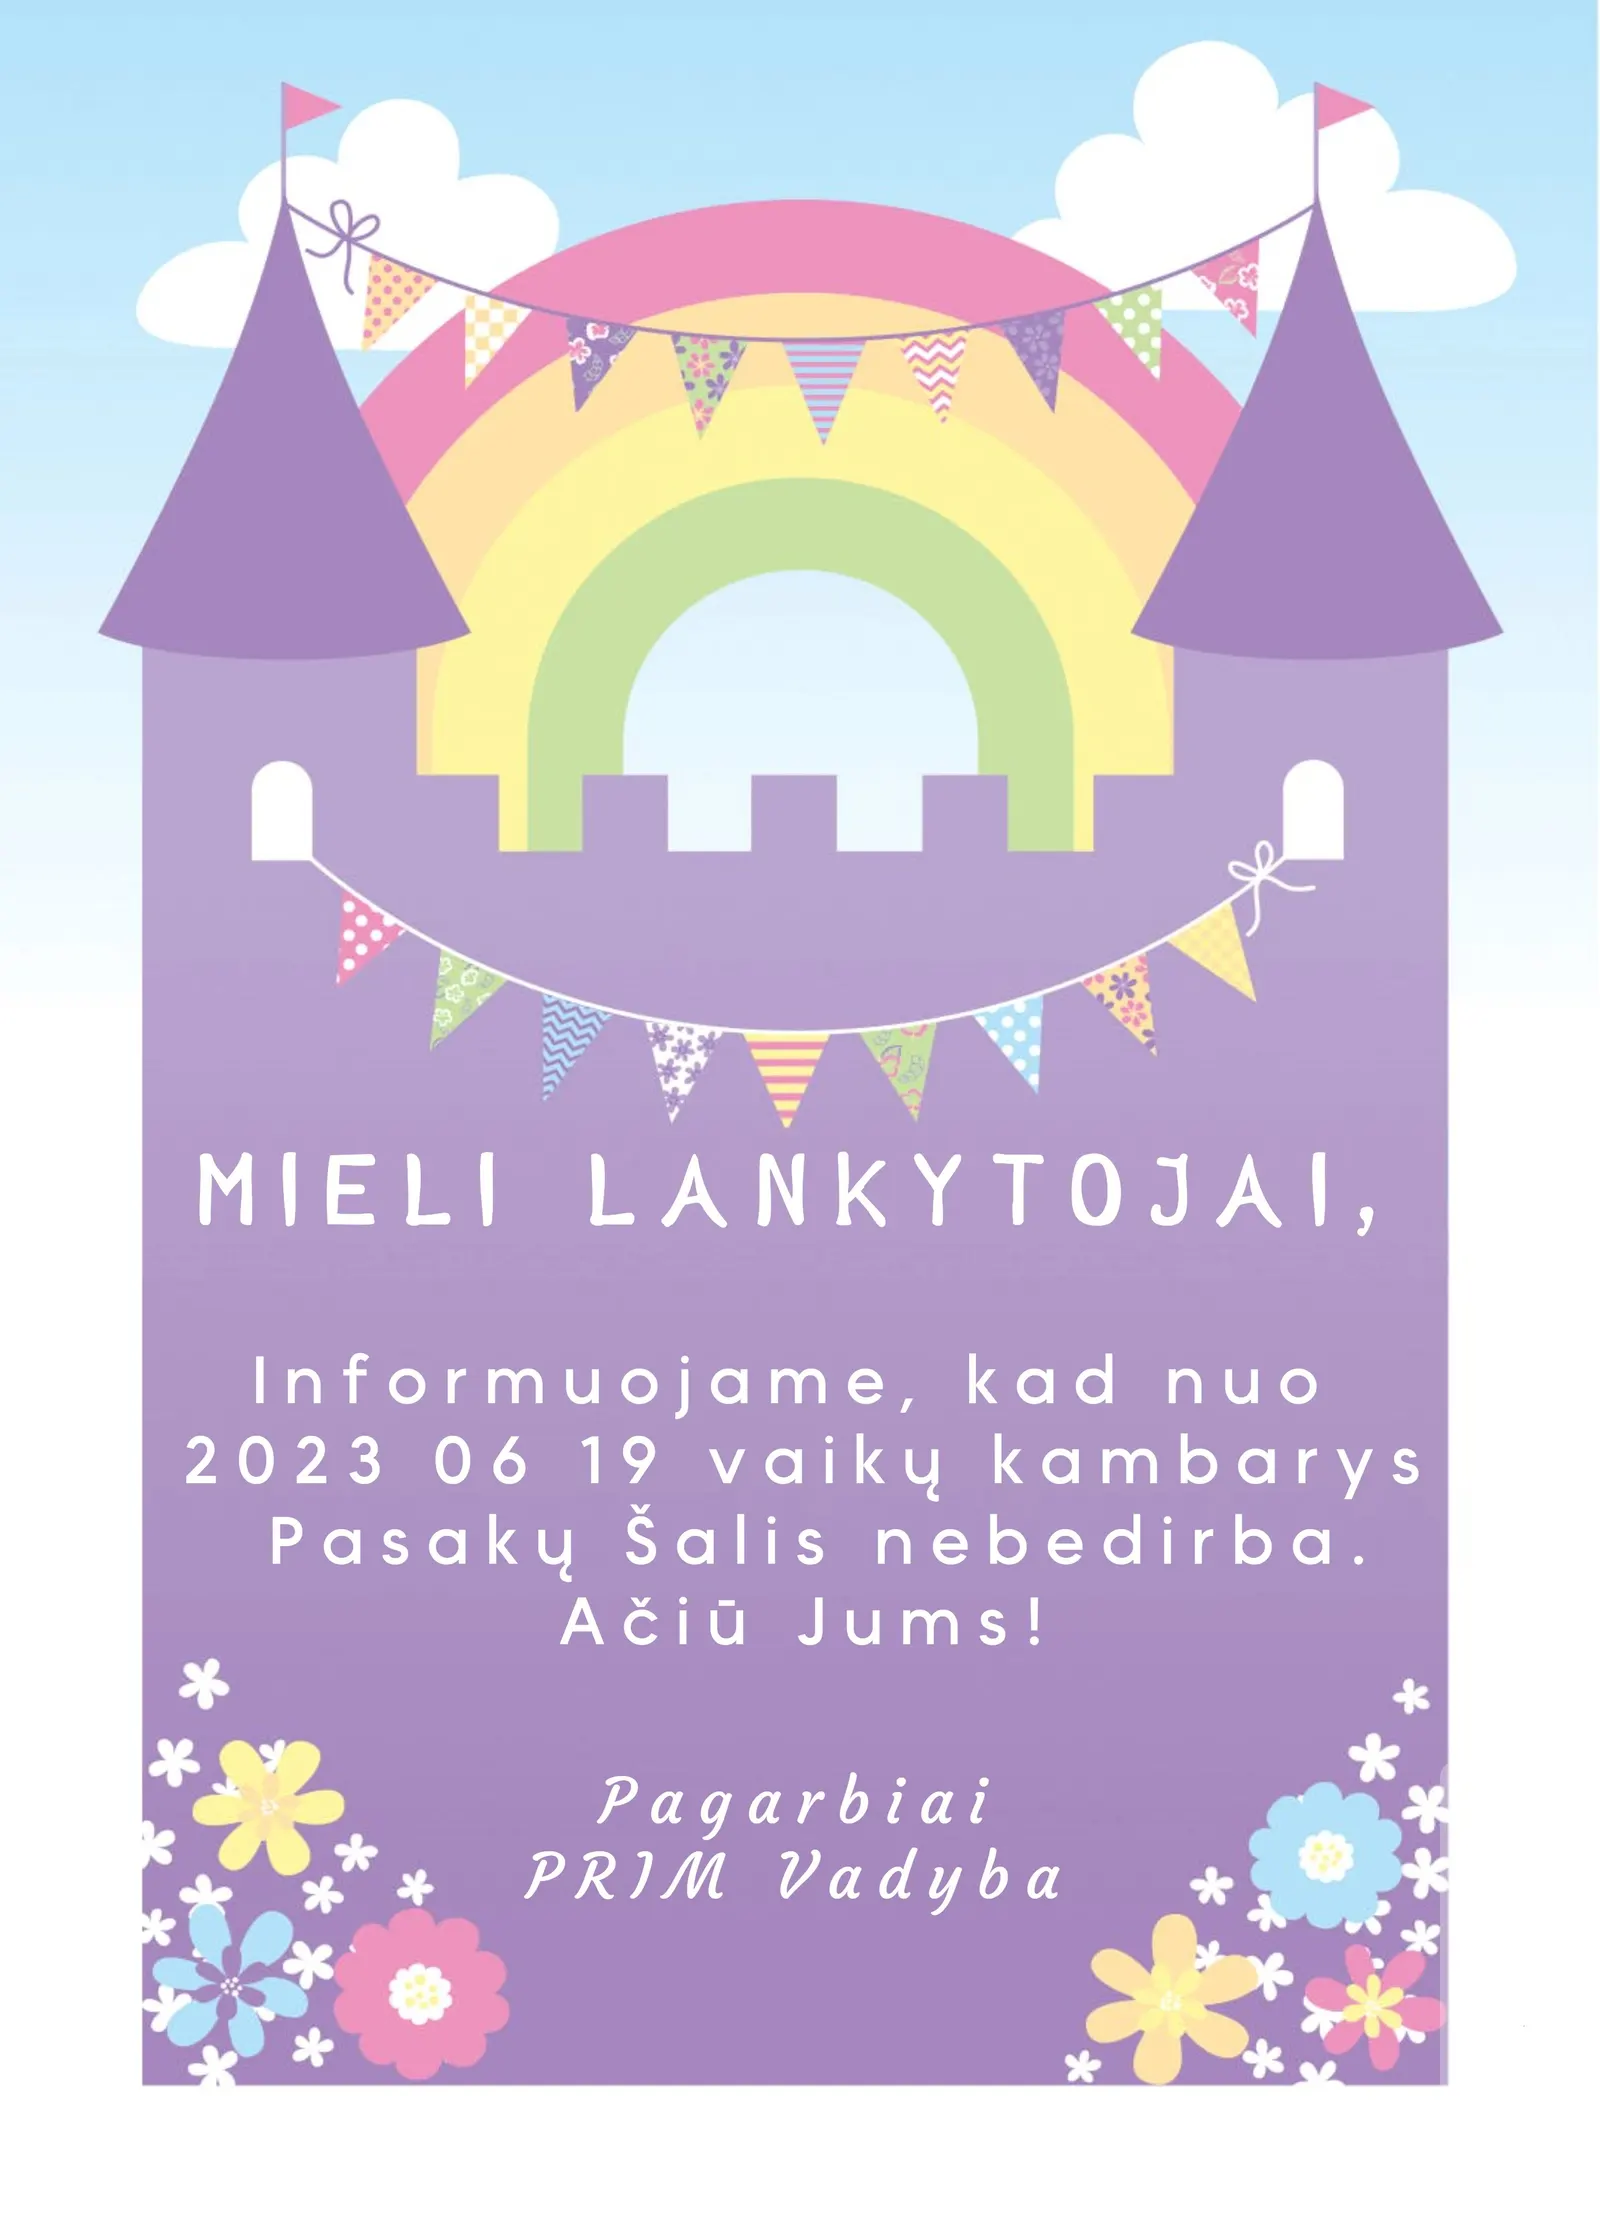 MIELI LANKYTOJAI,
Informuojame, kad nuo
2023 06 19 vaikų kambarys
Pasakų Šalis nebedirba.
Ačiū Jums!
Pagarbiai
PRIM Vadyba